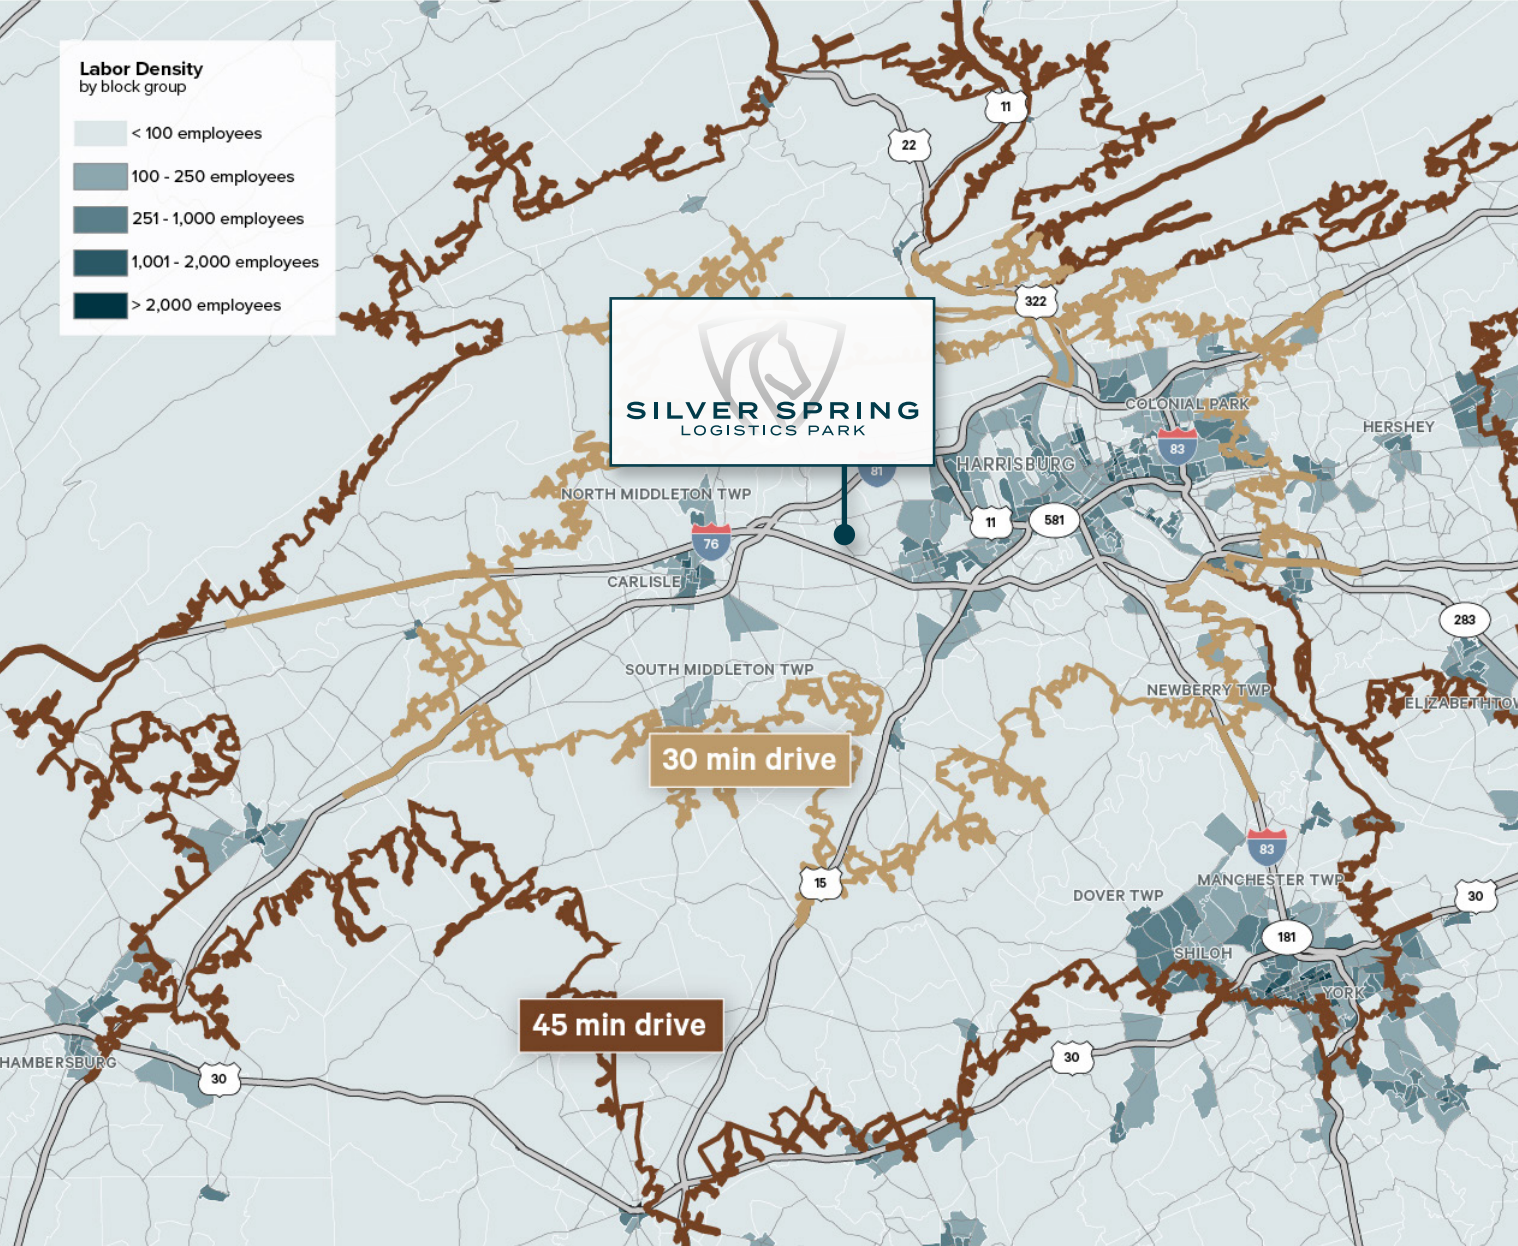 Labor Density
by block group
< 100 employees
100 - 250 employees
251 - 1,000 employees
1,001 - 2,000 employees
> 2,000 employees
11
22
322
SILVER SPRING
LOGISTICS PARK
COLONIAL PARK
HERSHEY
83
HARRISBURG
81
NORTH MIDDLETON TWP
11
581
76
CARLISLE
283
SOUTH MIDDLETON TWP
NEWBERRY TWP
ELIZABETHTOW
30 min drive
83
15
MANCHESTER TWP
DOVER TWP
30
181
SHILOH
YORK
45 min drive
30
HAMBERSBURG
30